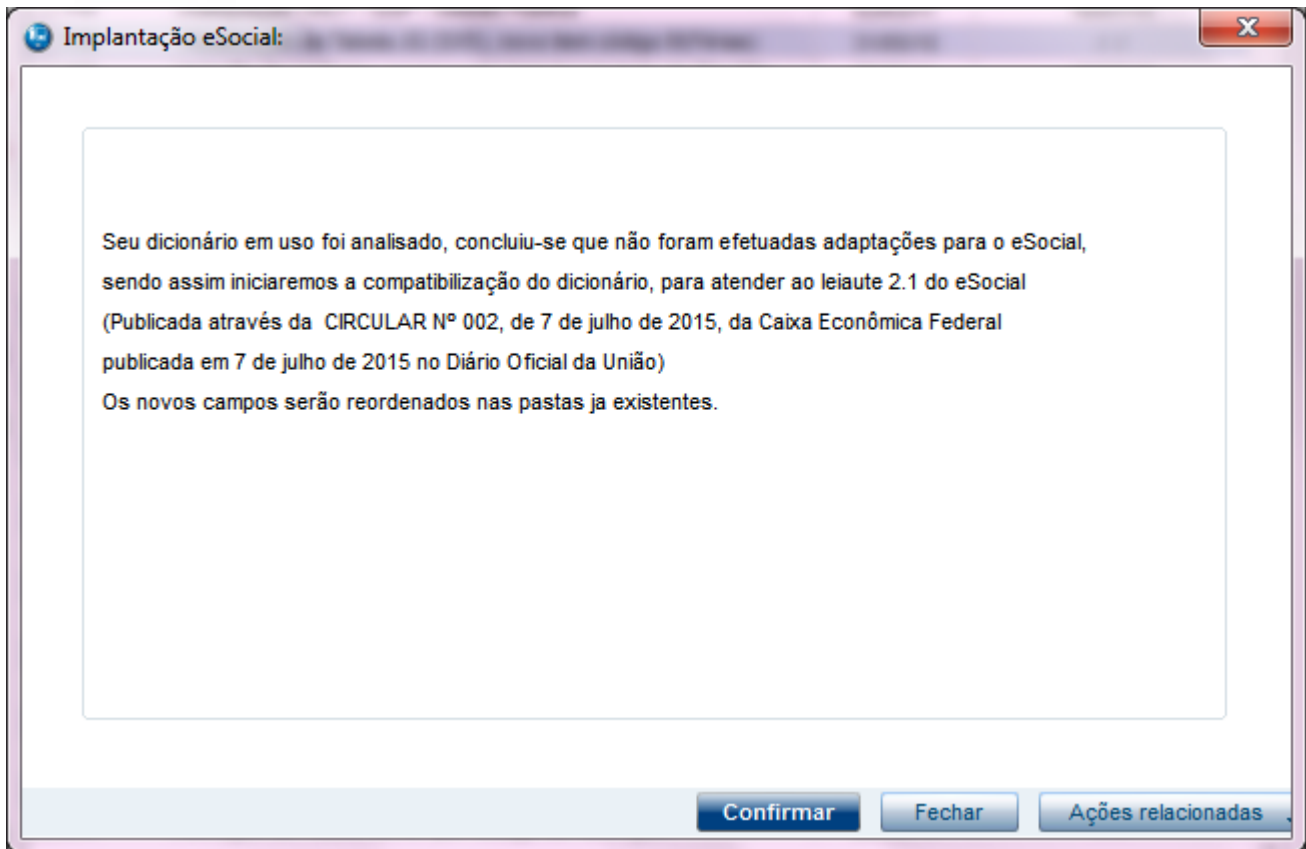 Implantação eSocial:
Seu dicionário em uso foi analisado, concluiu-se que não foram efetuadas adaptações para o eSocial,
sendo assim iniciaremos a compatibilização do dicionário, para atender ao leiaute 2.1 do eSocial
(Publicada através da  CIRCULAR Nº 002, de 7 de julho de 2015, da Caixa Econômica Federal
publicada em 7 de julho de 2015 no Diário Oficial da União)
Os novos campos serão reordenados nas pastas ja existentes.
Confirmar
Fechar
Ações relacionadas